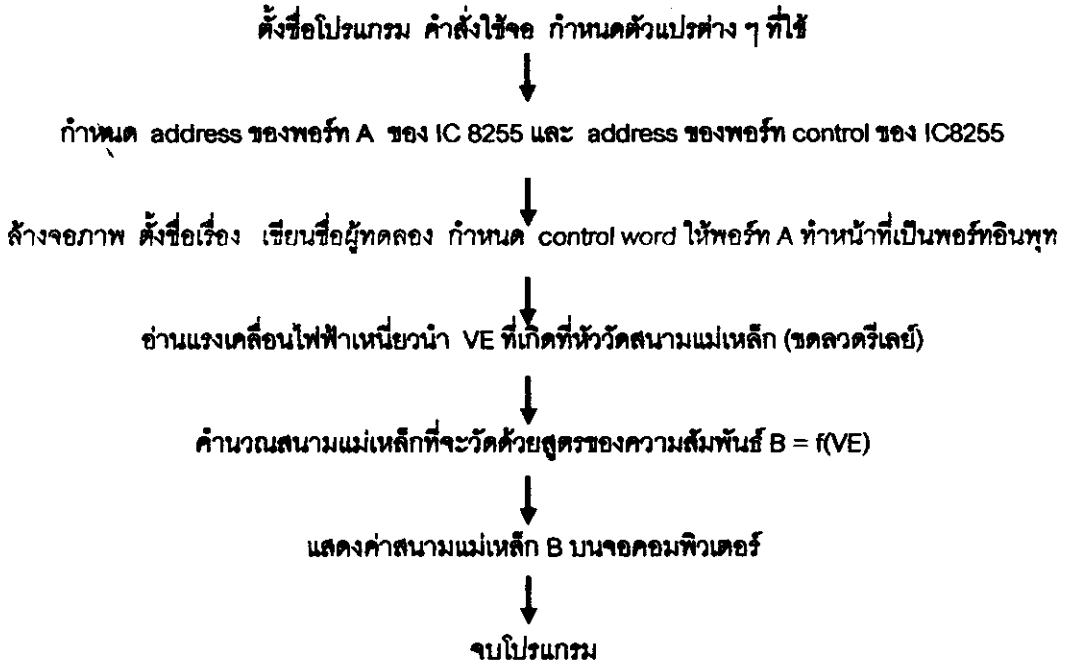 ตั้งชื่อโปรแกรม คำสั่งใช้จอ กำหนดตัวแปรต่าง ๆ ที่ใช้
กำหนด address ของพอร์ท A ของ IC 8255 และ address ของพอร์ท control ของ IC8255
ล้างจอภาพ ตั้งชื่อเรื่อง เขียนชื่อผู้ทดลอง กำหนด control word ให้พอร์ท A ทำหน้าที่เป็นพอร์ทอินพุท
อ่านแรงเคลื่อนไฟฟ้าเหนี่ยวนำ VE ที่เกิดที่หัววัดสนามแม่เหล็ก (ขดลวดรีเลย์)
คำนวณสนามแม่เหล็กที่จะวัดด้วยสูตรของความสัมพันธ์ B = f(VE)
แสดงค่าสนามแม่เหล็ก B บนจอคอมพิวเตอร์
จบโปรแกรม